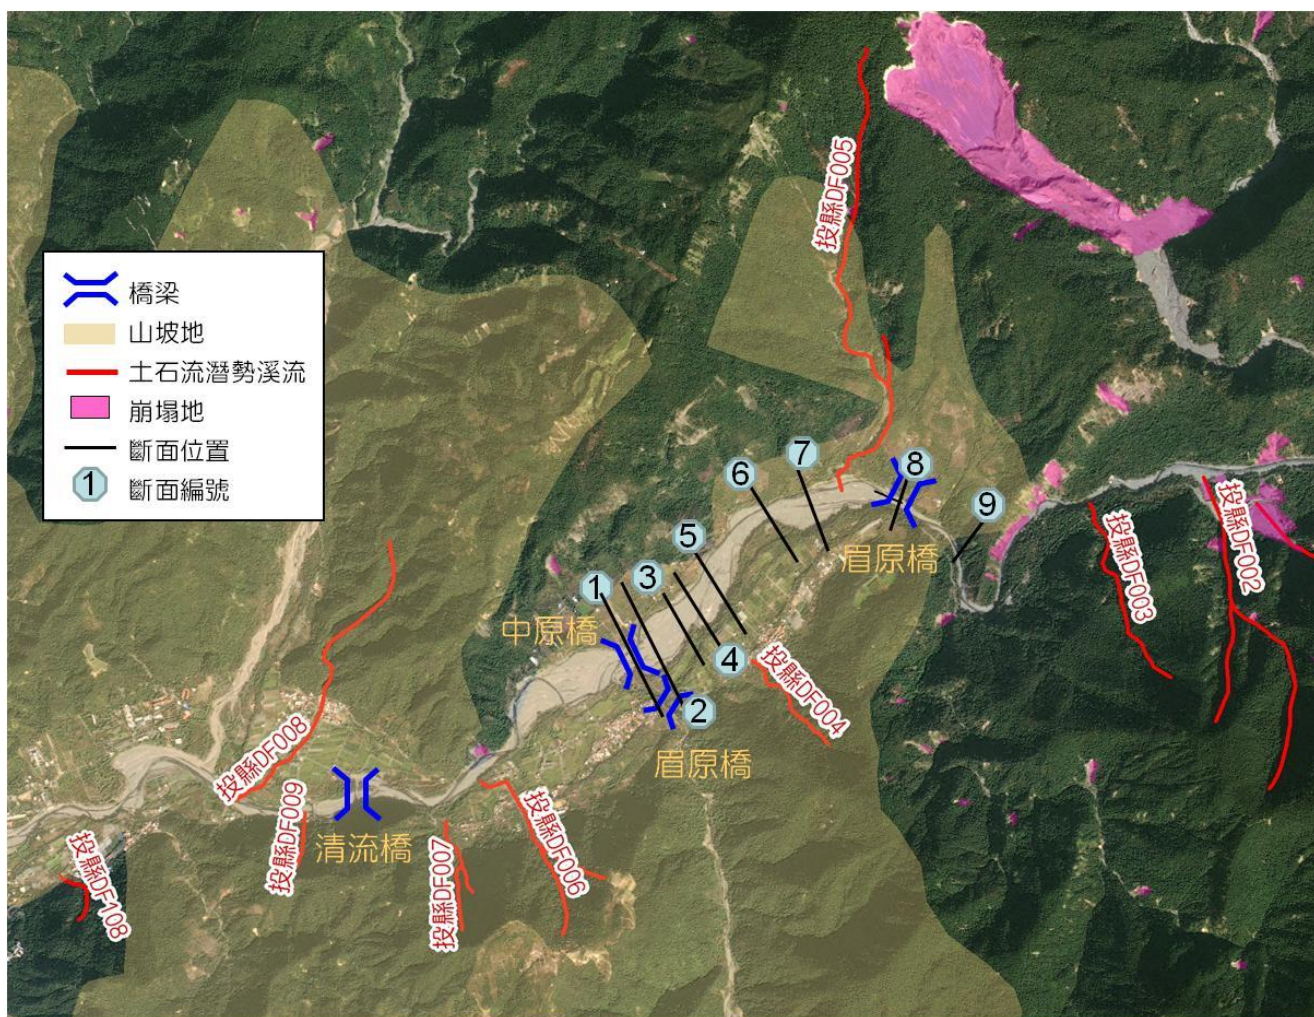 橋梁
山坡地
土石流潛勢溪流
崩塌地
斷面位置
1
斷面編號
投縣DF005
7
8
6
9
5
眉原橋
投縣DF002
投縣DF003
3
1
中原橋
4
投縣DF004
2
眉原橋
投縣DF008
投縣DF009
清流橋
投縣DF007
投縣DF006
投縣DF108